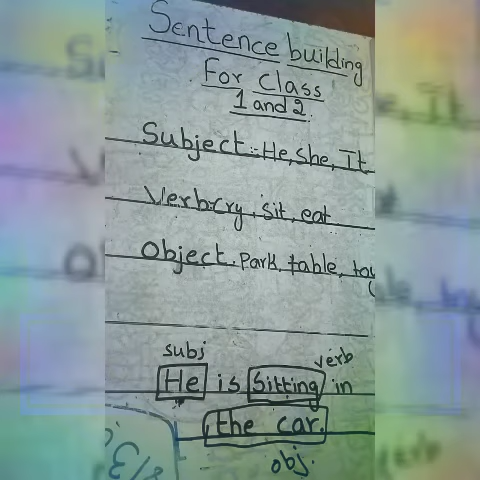 Sentence building
For Class
1 and 2.
Subject:- He, She, It
Verb:- Cry, sit, eat
Object. Park, table, toy
subj verb
He is Sitting in
the car.
obj.